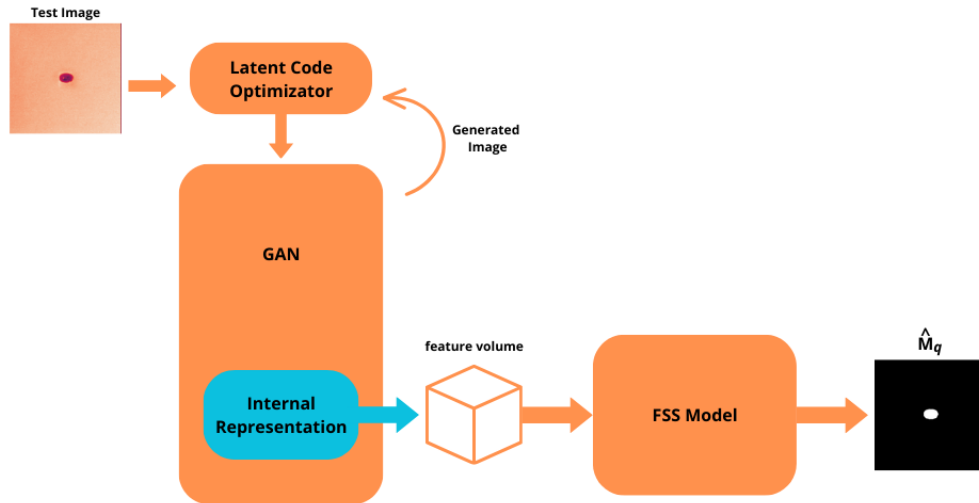 Test Image
Latent Code
Optimizator
Generated
Image
GAN
Internal
Representation
feature volume
FSS Model
M̂q